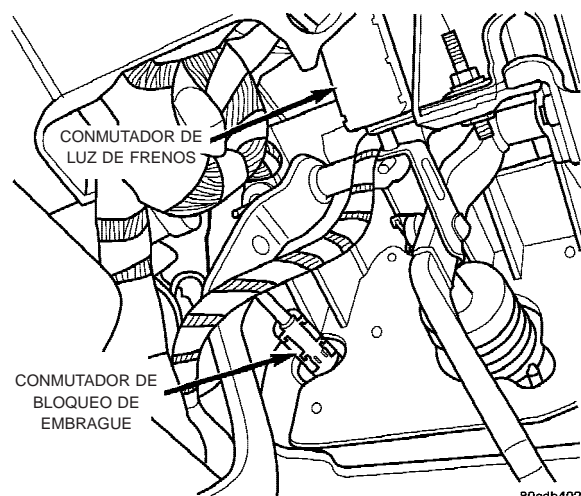 CONMUTADOR DE
LUZ DE FRENOS
CONMUTADOR DE
BLOQUEO DE
EMBRAGUE